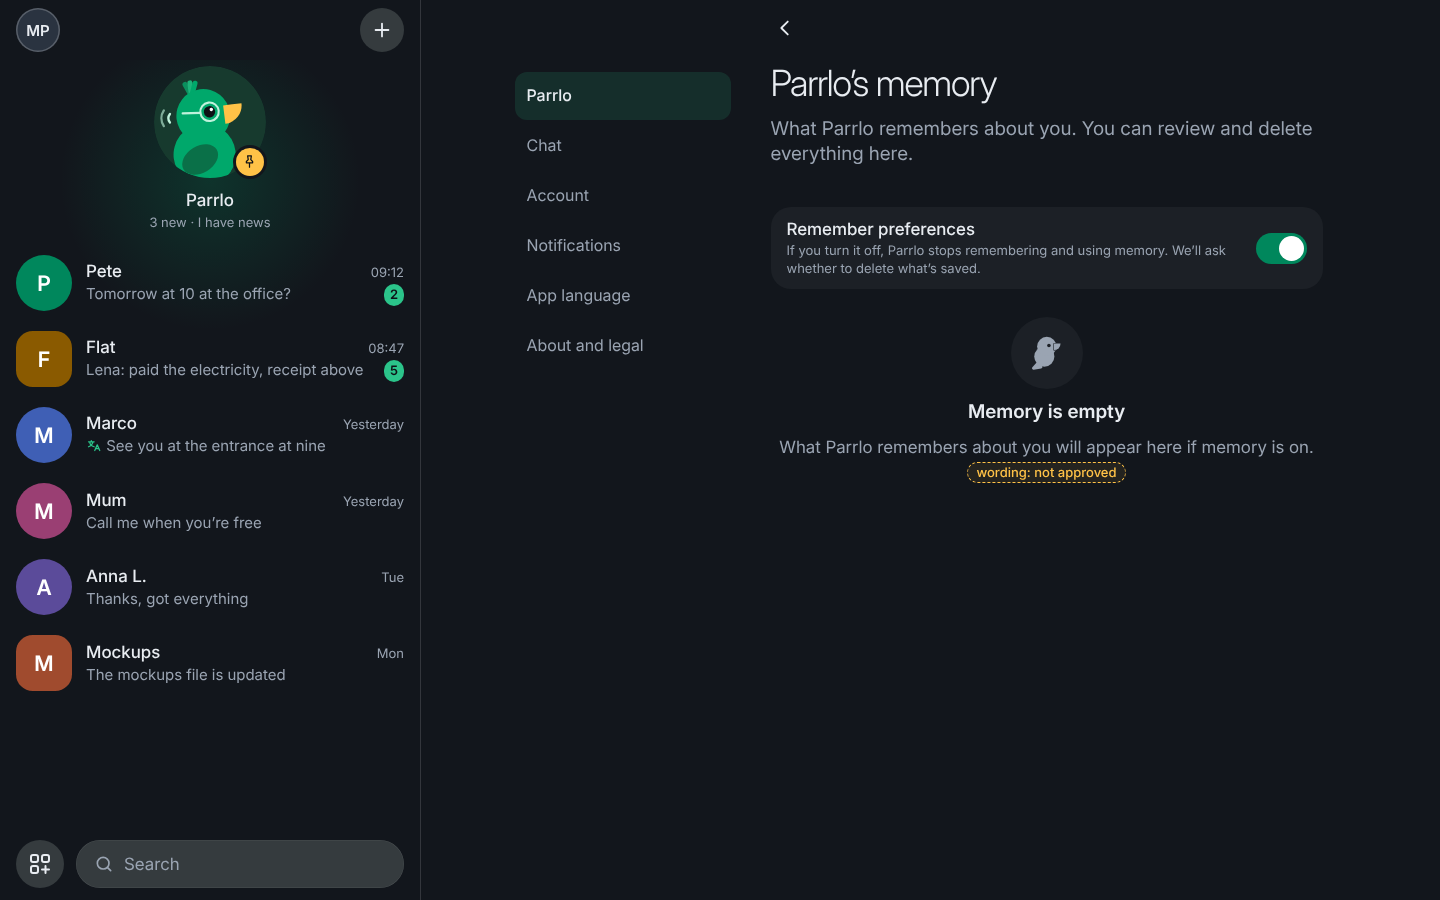 MP
Parrlo
3 new · I have news
P
Pete
09:12
Tomorrow at 10 at the office?
2
F
Flat
08:47
Lena: paid the electricity, receipt above
5
M
Marco
Yesterday
See you at the entrance at nine
M
Mum
Yesterday
Call me when you’re free
A
Anna L.
Tue
Thanks, got everything
M
Mockups
Mon
The mockups file is updated
Search
Parrlo
Chat
Account
Notifications
App language
About and legal
Parrlo’s memory
What Parrlo remembers about you. You can review and delete
everything here.
Remember preferences
If you turn it off, Parrlo stops remembering and using memory. We’ll ask
whether to delete what’s saved.
Memory is empty
What Parrlo remembers about you will appear here if memory is on.
wording: not approved